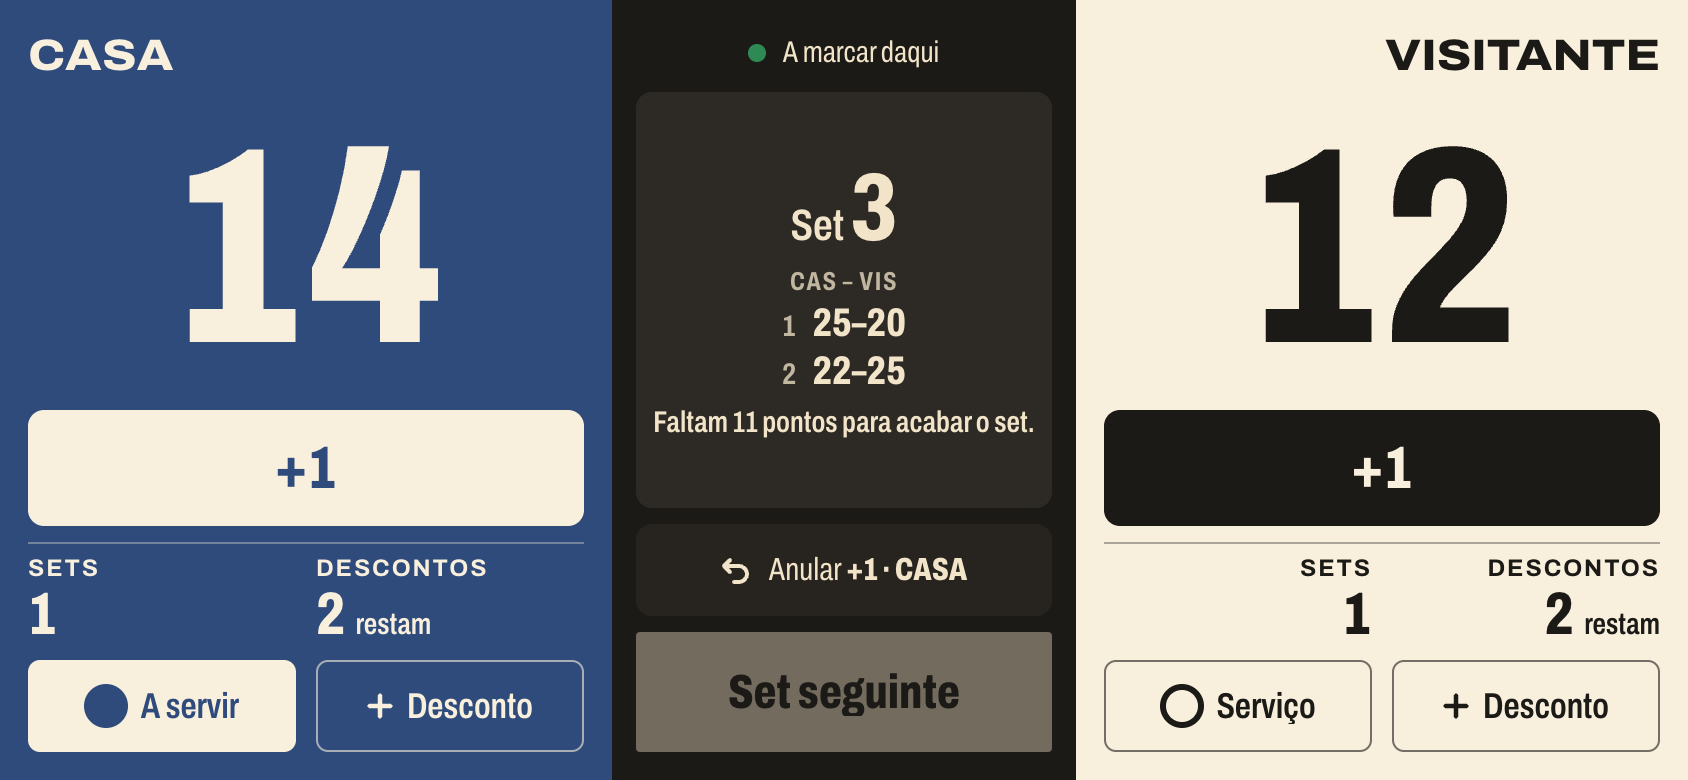 CASA
14
+1
SETS
1
DESCONTOS
2 restam
A servir
+ Desconto
A marcar daqui
Set 3
CAS – VIS
1 25–20
2 22–25
Faltam 11 pontos para acabar o set.
Anular +1 · CASA
Set seguinte
VISITANTE
12
+1
SETS
1
DESCONTOS
2 restam
Serviço
+ Desconto